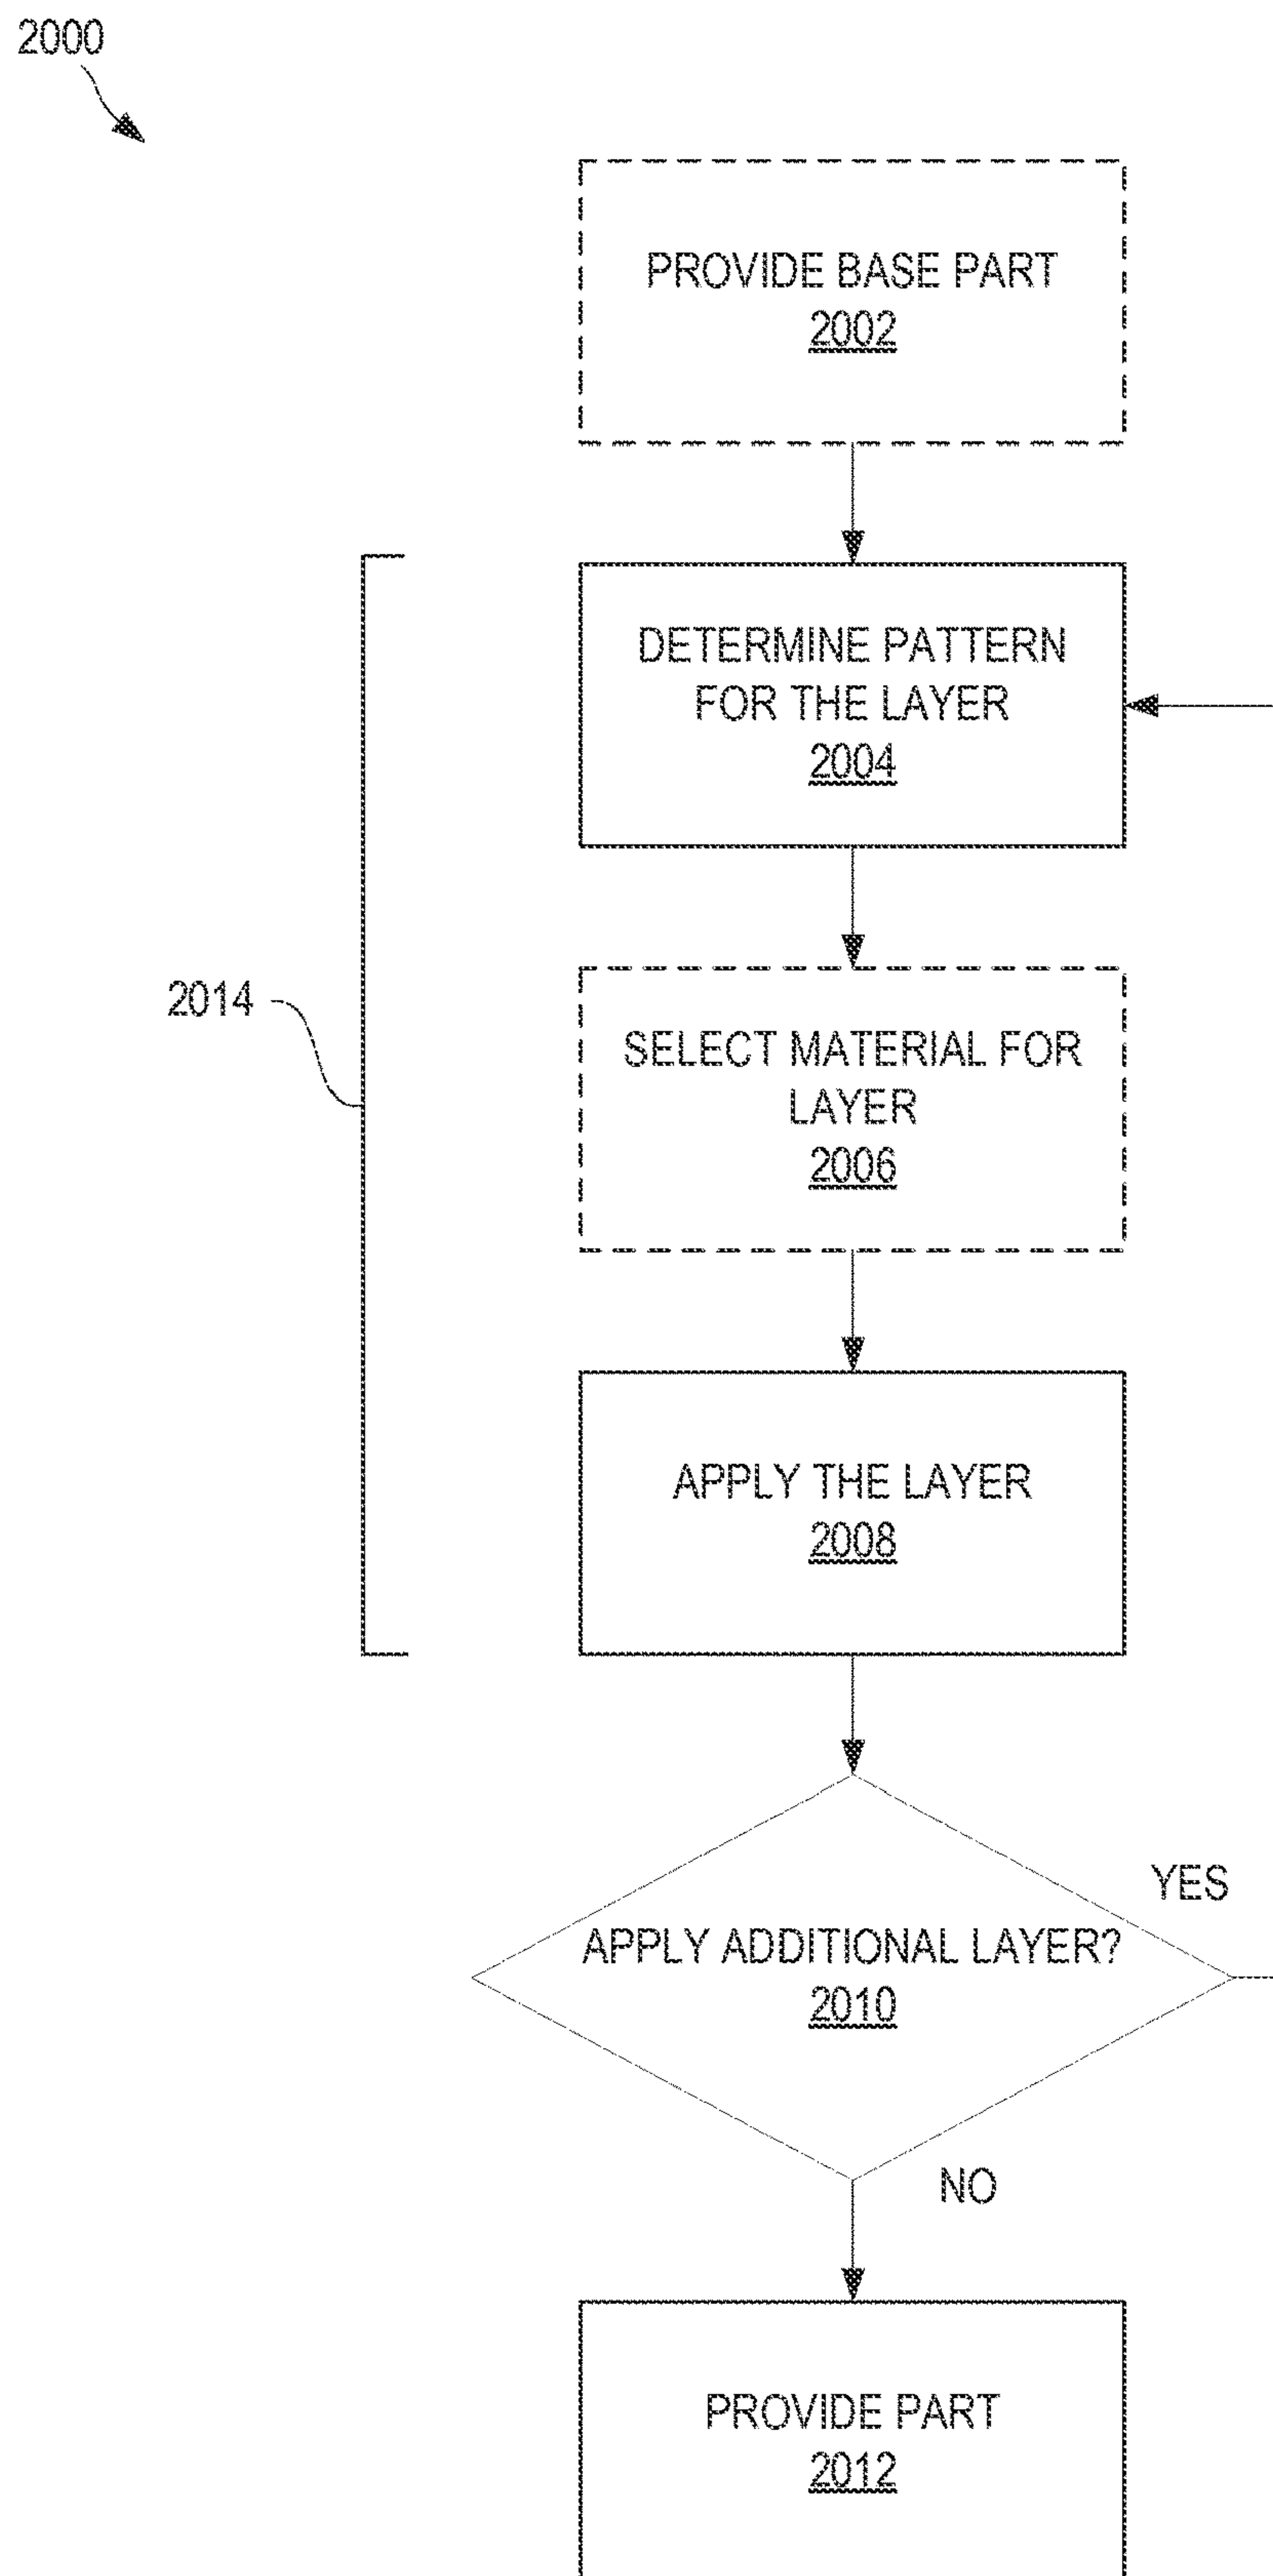 2000
PROVIDE BASE PART
2002
DETERMINE PATTERN
FOR THE LAYER
2004
2014
SELECT MATERIAL FOR
LAYER
2006
APPLY THE LAYER
2008
YES
APPLY ADDITIONAL LAYER?
2010
NO
PROVIDE PART
2012